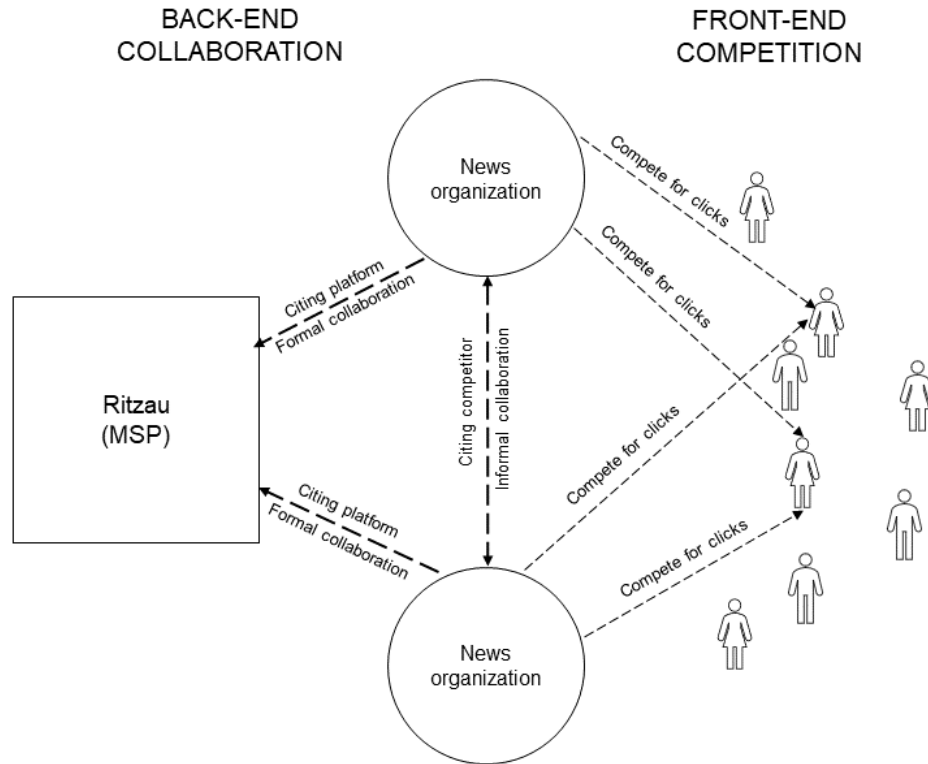 BACK-END
COLLABORATION
FRONT-END
COMPETITION
News
organization
Compete for clicks
Compete for clicks
Citing platform
Formal collaboration
Ritzau
(MSP)
Citing competitor
Informal collaboration
Compete for clicks
Citing platform
Formal collaboration
Compete for clicks
News
organization